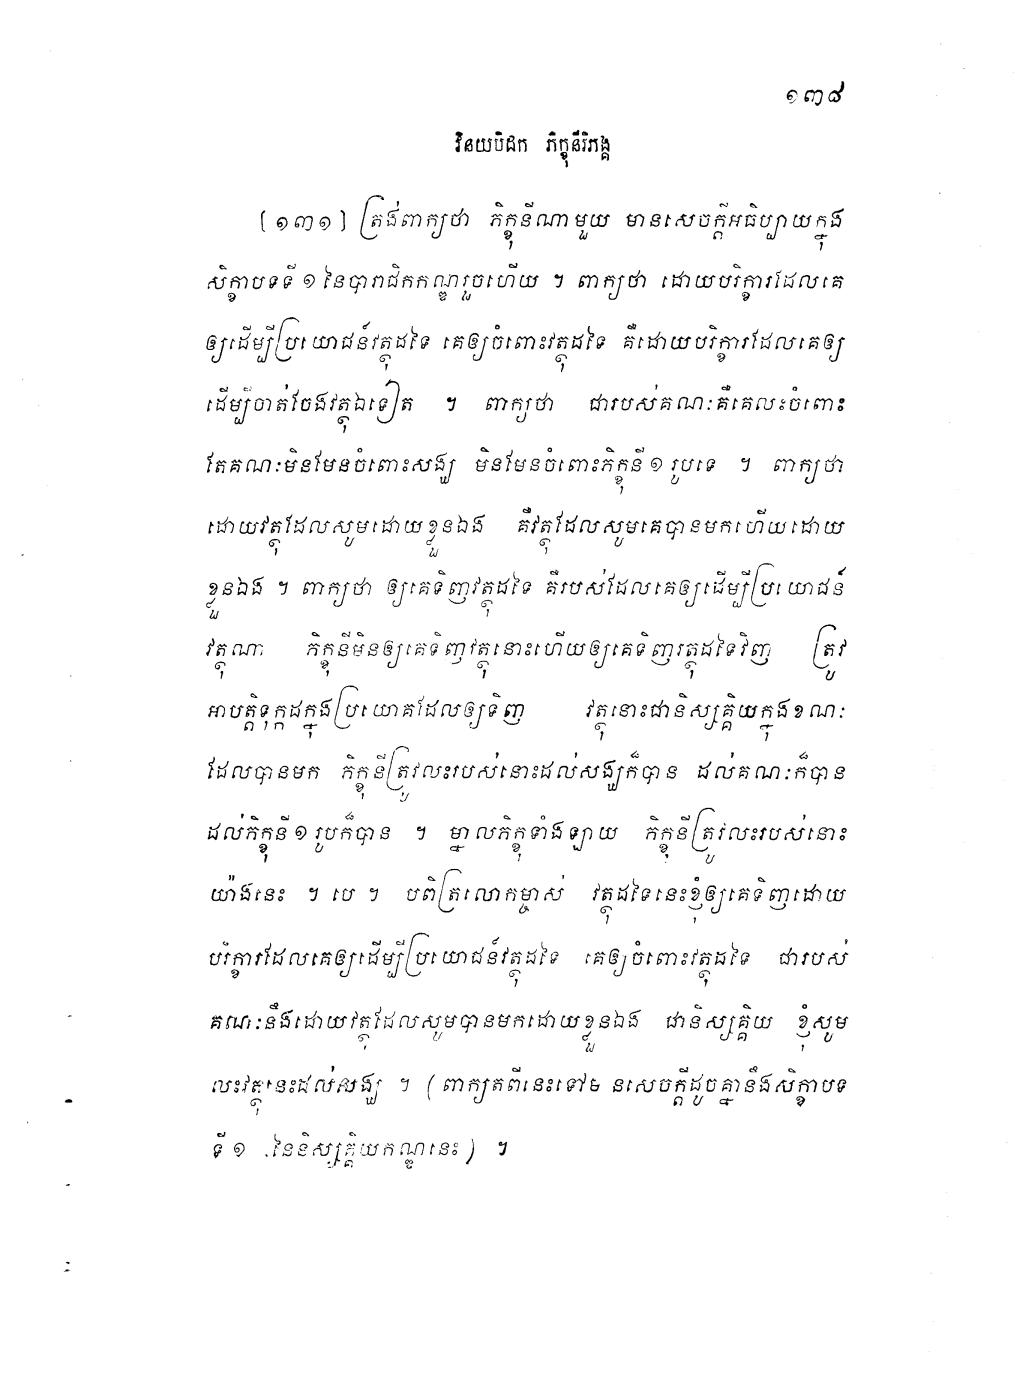 ១៣៨
វិនយបិដក ភិក្ខុនីវិភង្គ
[១៣១] ត្រង់ពាក្យថា ភិក្ខុនីណាមួយ មានសេចក្តីអធិប្បាយក្នុង
សិក្ខាបទទី ១ នៃបារាជិកកណ្ឌរួចហើយ ។ ពាក្យថា ដោយបរិក្ខារដែលគេ
ឲ្យដើម្បីប្រយោជន៍វត្ថុដទៃ គេឲ្យចំពោះវត្ថុដទៃ គឺដោយបរិក្ខារដែលគេឲ្យ
ដើម្បីចាត់ចែងវត្ថុឯទៀត ។ ពាក្យថា ជារបស់គណៈគឺគេលះចំពោះ
តែគណៈមិនមែនចំពោះសង្ឃ មិនមែនចំពោះភិក្ខុនី ១ រូបទេ ។ ពាក្យថា
ដោយវត្ថុដែលសូមដោយខ្លួនឯង គឺវត្ថុដែលសូមគេបានមកហើយដោយ
ខ្លួនឯង ។ ពាក្យថា ឲ្យគេទិញវត្ថុដទៃ គឺរបស់ដែលគេឲ្យដើម្បីប្រយោជន៍
វត្ថុណា ភិក្ខុនីមិនឲ្យគេទិញវត្ថុនោះហើយឲ្យគេទិញវត្ថុដទៃវិញ ត្រូវ
អាបត្តិទុក្កដក្នុងប្រយោគដែលឲ្យទិញ វត្ថុនោះជានិស្សគ្គិយក្នុងខណៈ
ដែលបានមក ភិក្ខុនីត្រូវលះរបស់នោះដល់សង្ឃក៏បាន ដល់គណៈក៏បាន
ដល់ភិក្ខុនី ១ រូបក៏បាន ។ ម្នាលភិក្ខុទាំងឡាយ ភិក្ខុនីត្រូវលះរបស់នោះ
យ៉ាងនេះ ។ បេ ។ បពិត្រលោកម្ចាស់ វត្ថុដទៃនេះខ្ញុំឲ្យគេទិញដោយ
បរិក្ខារដែលគេឲ្យដើម្បីប្រយោជន៍វត្ថុដទៃ គេឲ្យចំពោះវត្ថុដទៃ ជារបស់
គណៈនឹងដោយវត្ថុដែលសូមបានមកដោយខ្លួនឯង ជានិស្សគ្គិយ ខ្ញុំសូម
លះវត្ថុនេះដល់សង្ឃ ។ (ពាក្យតពីនេះទៅ២ នសេចក្តីដូចគ្នានឹងសិក្ខាបទ
ទី ១ នៃនិស្សគ្គិយកណ្ឌនេះ) ។